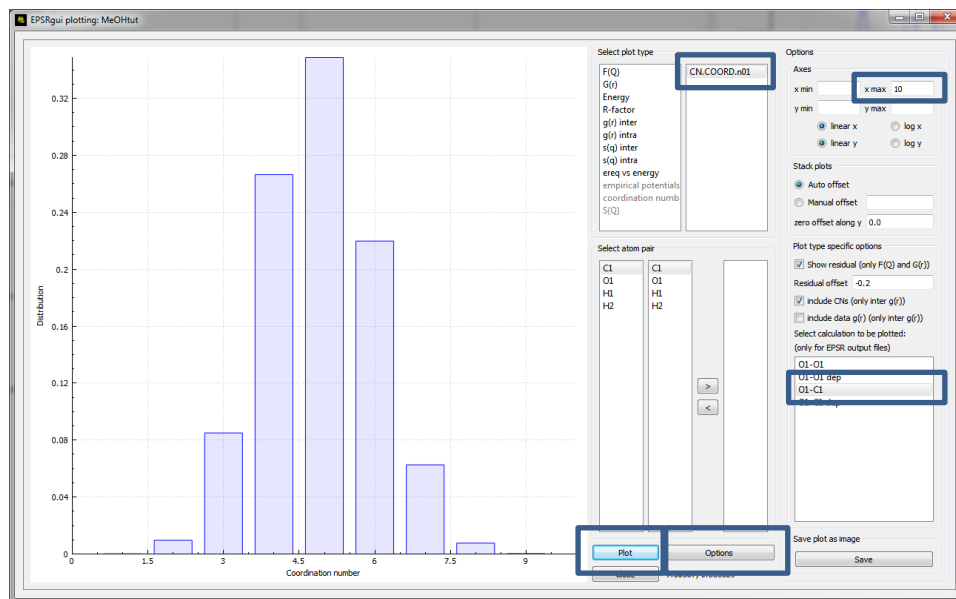 EPSRgui plotting: MeOHtut
0.32
0.28
0.24
0.2
0.16
0.12
0.08
0.04
0
Distribution
0
1.5
3
4.5
6
7.5
9
Coordination number
Select plot type
F(Q)
G(r)
Energy
R-factor
g(r) inter
g(r) intra
s(q) inter
s(q) intra
ereq vs energy
empirical potentials
coordination numb
S(Q)
CN.COORD.n01
Select atom pair
C1
O1
H1
H2
C1
O1
H1
H2
>
<
Plot
Options
Close
Options
Axes
x min
x max 10
y min
y max
linear x
log x
linear y
log y
Stack plots
Auto offset
Manual offset
zero offset along y 0.0
Plot type specific options
Show residual (only F(Q) and G(r))
Residual offset -0.2
include CNs (only inter g(r))
include data g(r) (only inter g(r))
Select calculation to be plotted:
(only for EPSR output files)
O1-O1
O1-O1 dep
O1-C1
O1-C1 dep
Save plot as image
Save